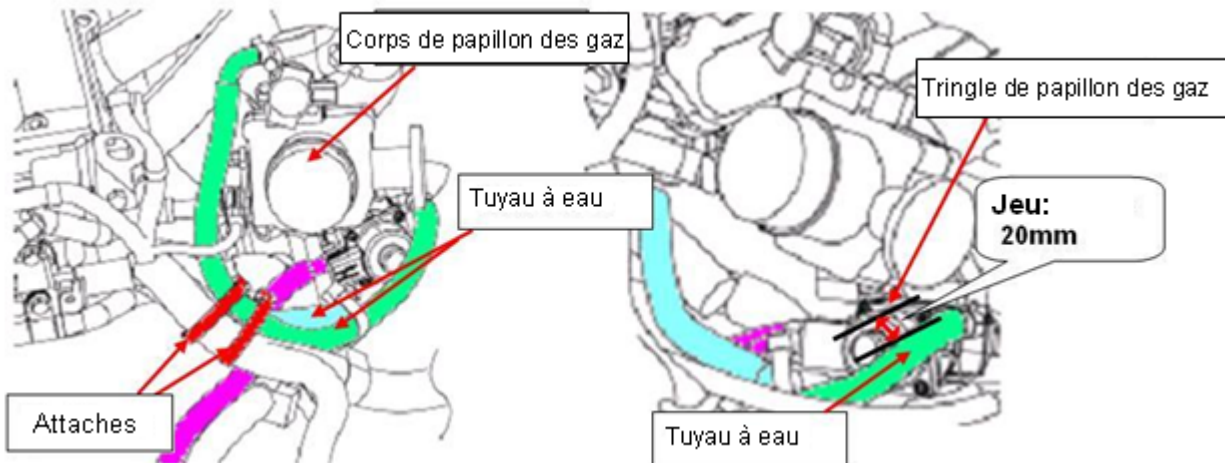 Corps de papillon des gaz
Tuyau à eau
Attaches
Tringle de papillon des gaz
Jeu:
20mm
Tuyau à eau